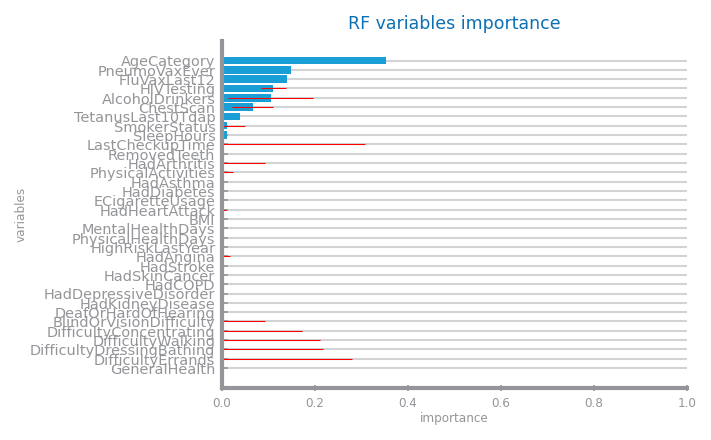 RF variables importance
variables
AgeCategory
PneumoVaxEver
FluVaxLast12
HIVTesting
AlcoholDrinkers
ChestScan
TetanusLast10Tdap
SmokerStatus
SleepHours
LastCheckupTime
RemovedTeeth
HadArthritis
PhysicalActivities
HadAsthma
HadDiabetes
ECigaretteUsage
HadHeartAttack
BMI
MentalHealthDays
PhysicalHealthDays
HighRiskLastYear
HadAngina
HadStroke
HadSkinCancer
HadCOPD
HadDepressiveDisorder
HadKidneyDisease
DeafOrHardOfHearing
BlindOrVisionDifficulty
DifficultyConcentrating
DifficultyWalking
DifficultyDressingBathing
DifficultyErrands
GeneralHealth
0.0 0.2 0.4 0.6 0.8 1.0
importance